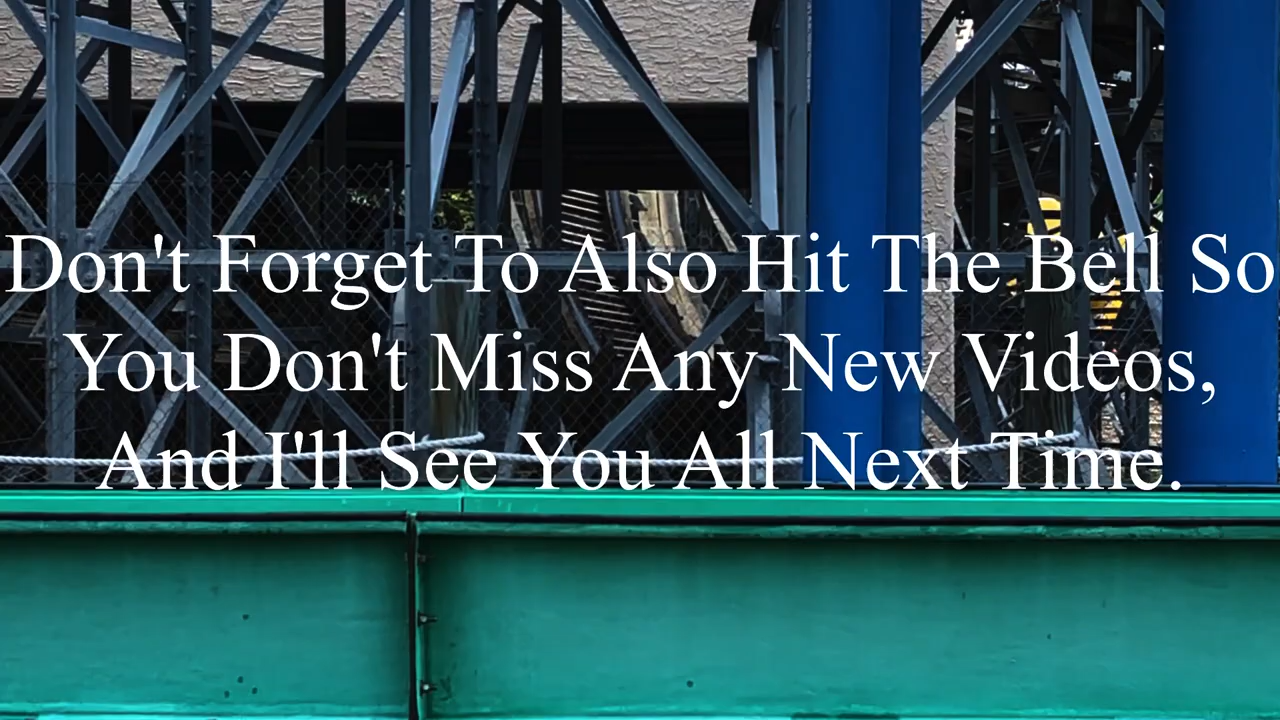 Don't Forget To Also Hit The Bell So
You Don't Miss Any New Videos,
And I'll See You All Next Time.